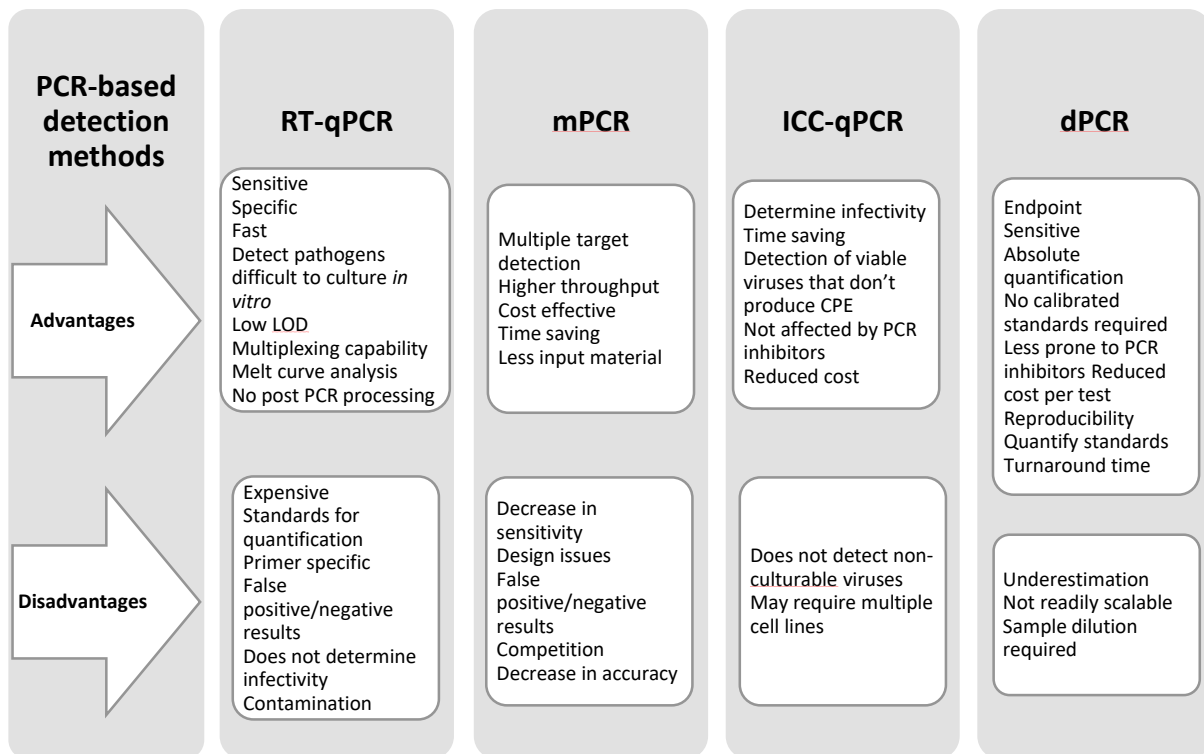 PCR-based
detection
methods
Advantages
Disadvantages
RT-qPCR
Sensitive
Specific
Fast
Detect pathogens
difficult to culture in
vitro
Low LOD
Multiplexing capability
Melt curve analysis
No post PCR processing
Expensive
Standards for
quantification
Primer specific
False
positive/negative
results
Does not determine
infectivity
Contamination
mPCR
Multiple target
detection
Higher throughput
Cost effective
Time saving
Less input material
Decrease in
sensitivity
Design issues
False
positive/negative
results
Competition
Decrease in accuracy
ICC-qPCR
Determine infectivity
Time saving
Detection of viable
viruses that don’t
produce CPE
Not affected by PCR
inhibitors
Reduced cost
Does not detect non-
culturable viruses
May require multiple
cell lines
dPCR
Endpoint
Sensitive
Absolute
quantification
No calibrated
standards required
Less prone to PCR
inhibitors Reduced
cost per test
Reproducibility
Quantify standards
Turnaround time
Underestimation
Not readily scalable
Sample dilution
required